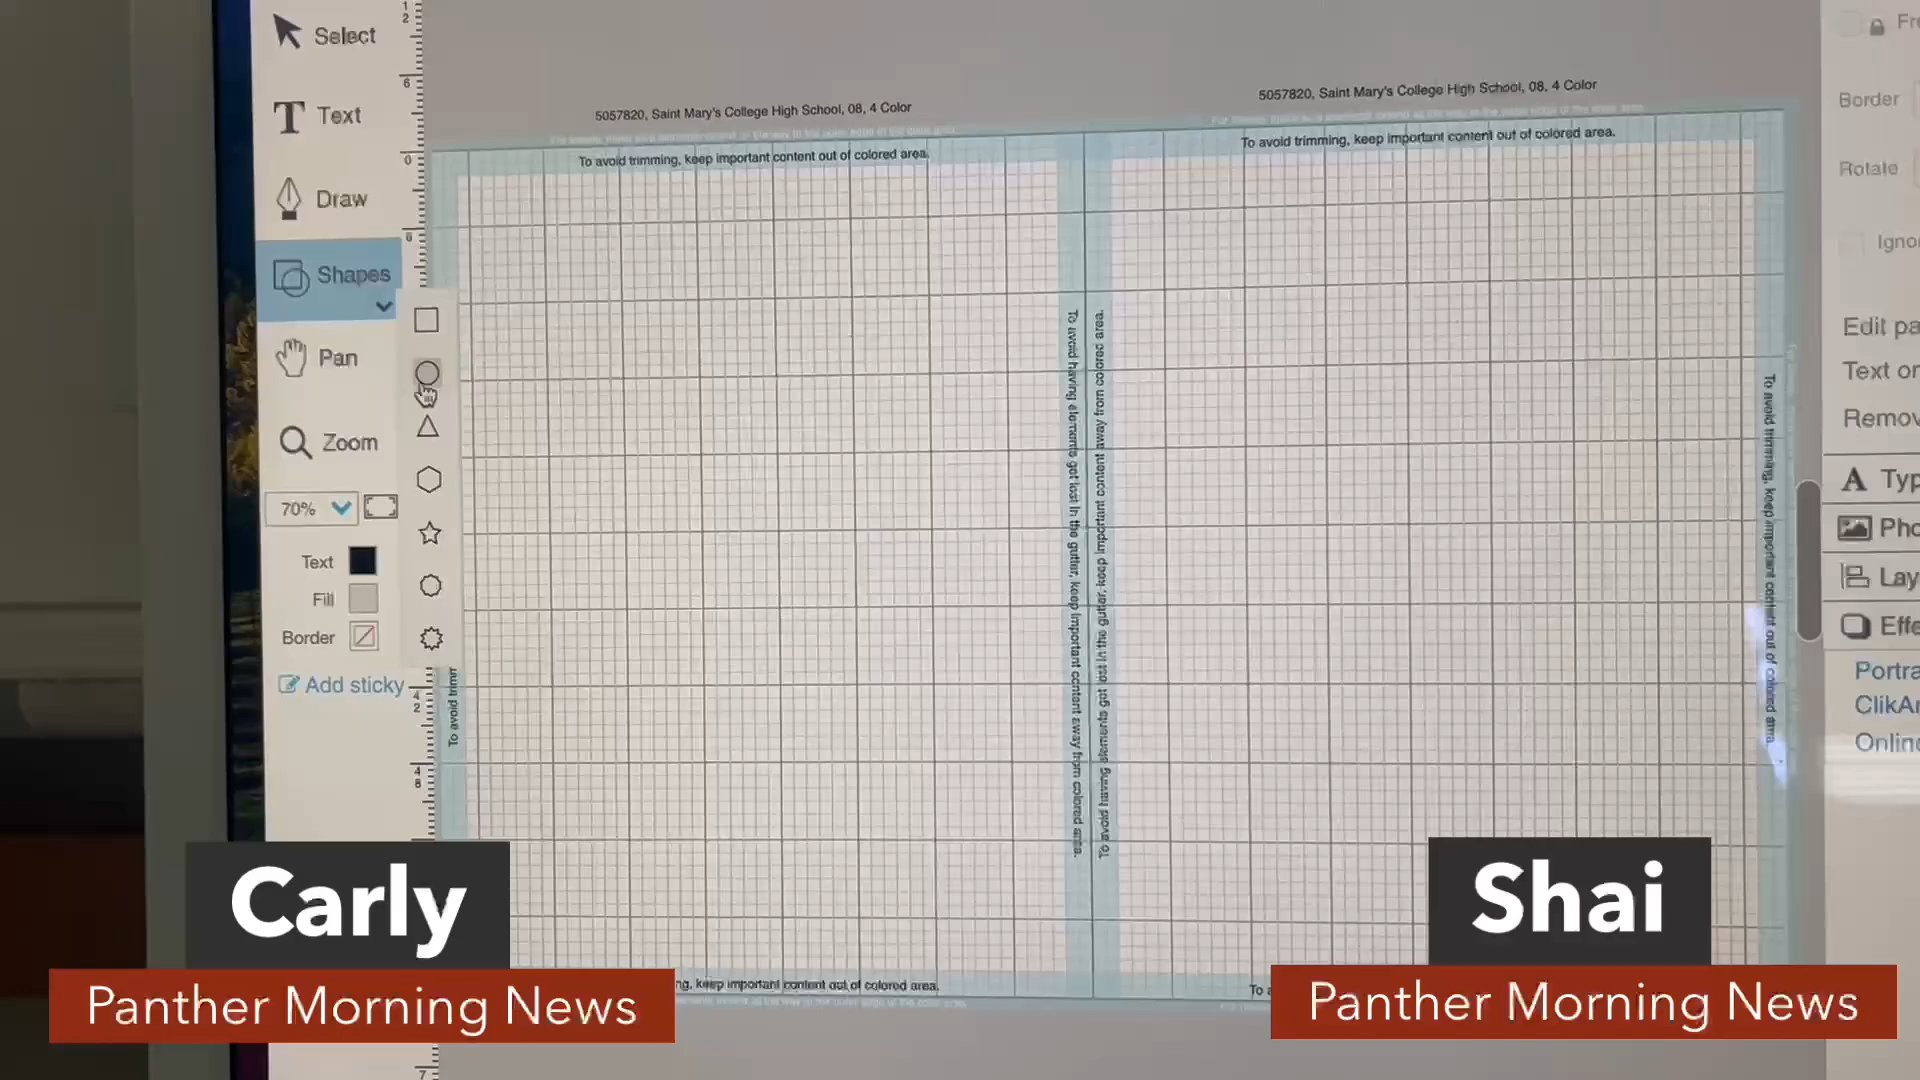 Select
Text
Draw
Shapes
Pan
Zoom
70%
Text
Fill
Border
Add sticky
5057820, Saint Mary's College High School, 08, 4 Color
To avoid trimming, keep important content out of colored area.
5057820, Saint Mary's College High School, 08, 4 Color
To avoid trimming, keep important content out of colored area.
To avoid trimm
To avoid having elements get lost in the gutter, keep important content away from colored area.
To avoid having elements get lost in the gutter, keep important content away from colored area.
To avoid trimming, keep important content out of colored area.
ng, keep important content out of colored area.
To a
Fre
Border
Rotate
Ignor
Edit pa
Text or
Remov
Typ
Pho
Lay
Effe
Portra
ClikAr
Online
Carly
Panther Morning News
Shai
Panther Morning News